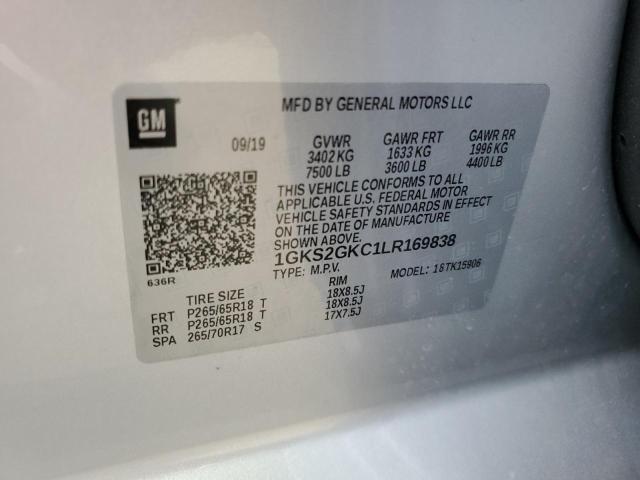 GM
MFD BY GENERAL MOTORS LLC
09/19 GVWR GAWR FRT GAWR RR
3402 KG 1633 KG 1996 KG
7500 LB 3600 LB 4400 LB
THIS VEHICLE CONFORMS TO ALL
APPLICABLE U.S. FEDERAL MOTOR
VEHICLE SAFETY STANDARDS IN EFFECT
ON THE DATE OF MANUFACTURE
SHOWN ABOVE.
1GKS2GKC1LR169838
636R TYPE: M.P.V. MODEL: 1STK15906
TIRE SIZE RIM
FRT P265/65R18 T 18X8.5J
RR P265/65R18 T 18X8.5J
SPA 265/70R17 S 17X7.5J